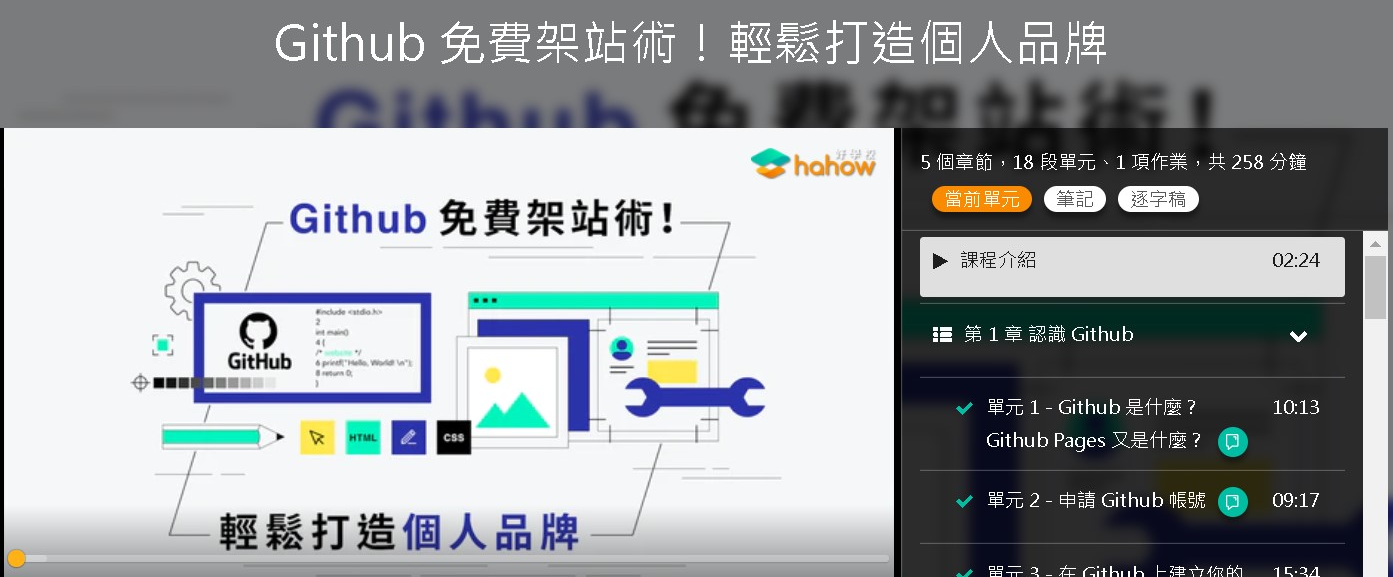 Github 免費架站術！輕鬆打造個人品牌
Github 免費架站術!
好學校
hahow
Github 免費架站術!
GitHub
#include <stdio.h>
2
int main()
4 {
/* website */
6 printf("Hello, World! \n");
8 return 0;
}
HTML
CSS
輕鬆打造個人品牌
5 個章節，18 段單元、1 項作業，共 258 分鐘
當前單元 筆記 逐字稿
課程介紹 02:24
第 1 章 認識 Github
單元 1 - Github 是什麼？ 10:13
Github Pages 又是什麼？
單元 2 - 申請 Github 帳號 09:17
單元 3 - 在 Github 上建立你的 15:34